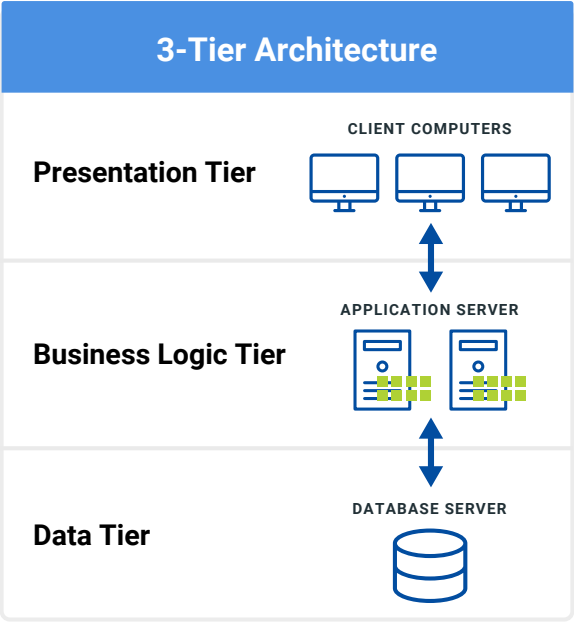 3-Tier Architecture
CLIENT COMPUTERS
Presentation Tier
APPLICATION SERVER
Business Logic Tier
DATABASE SERVER
Data Tier